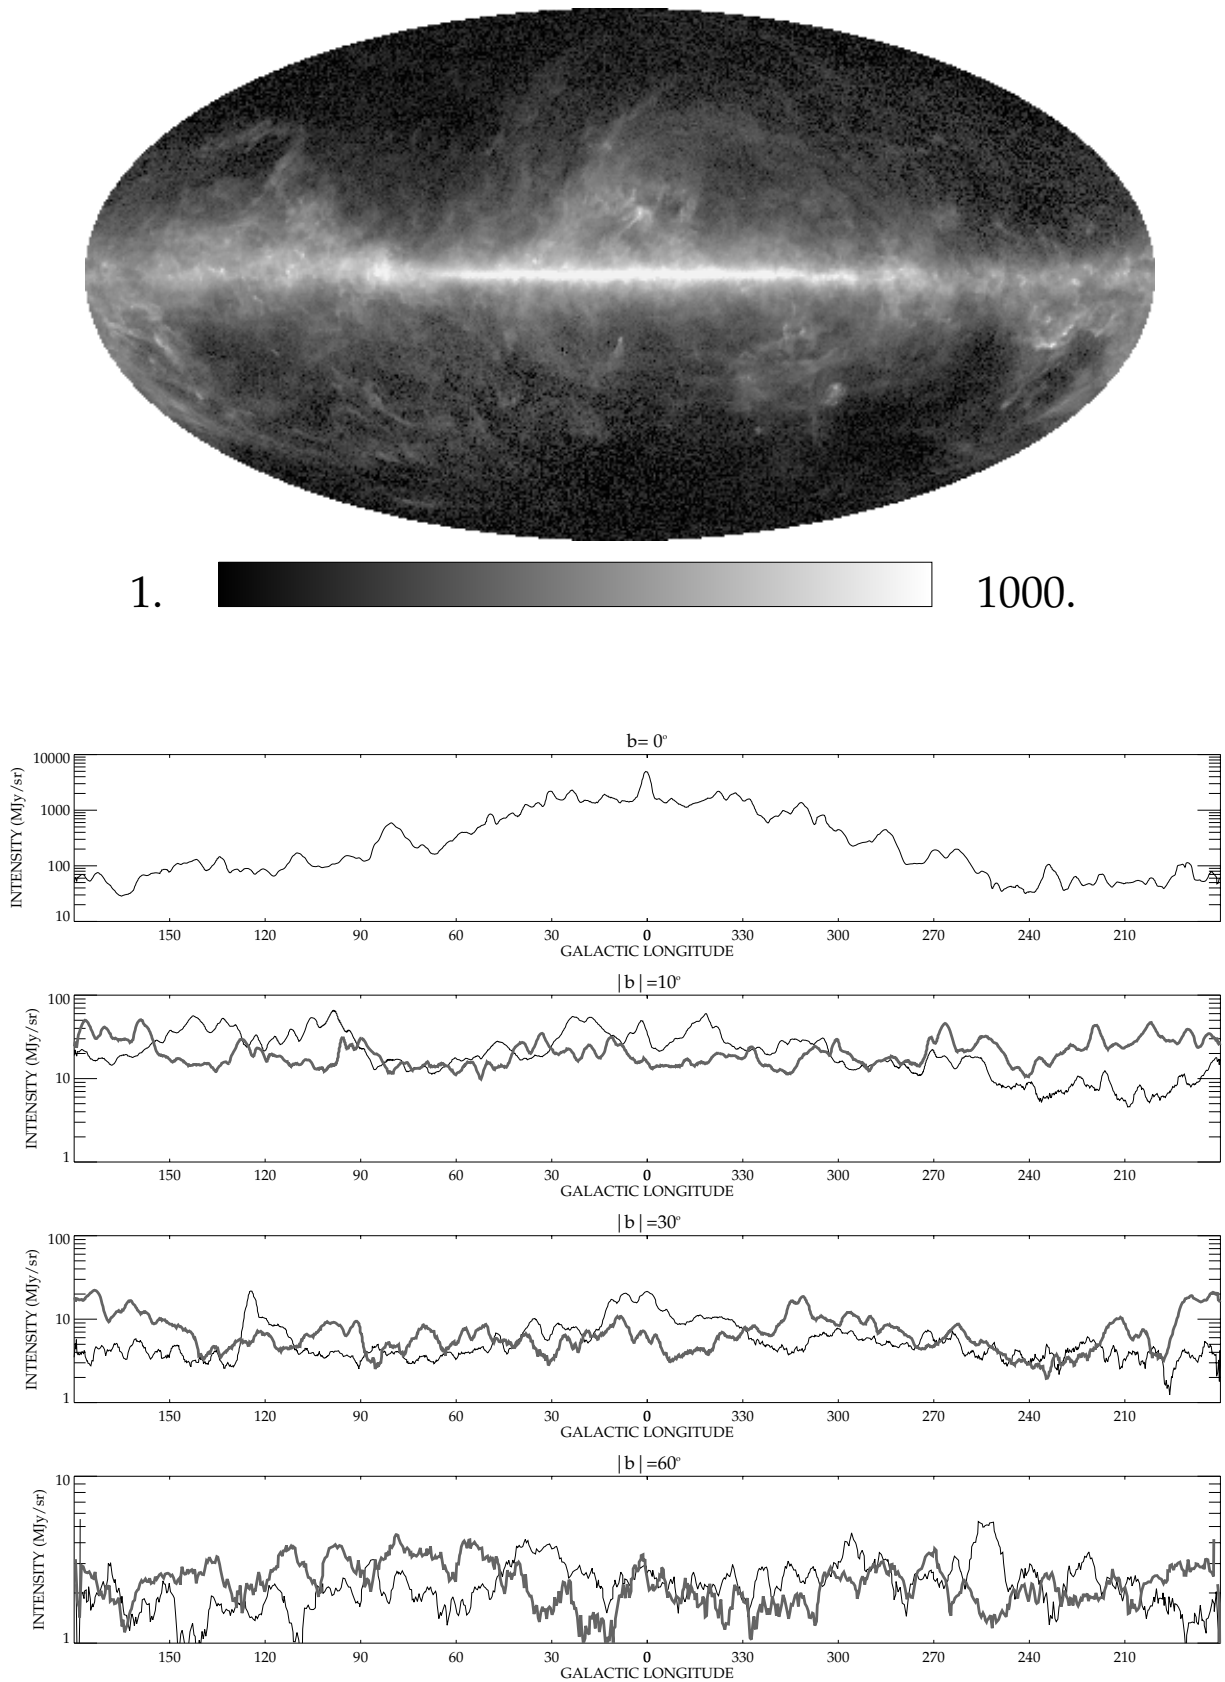 1.
1000.
b= 0°
10000
1000
100
10
INTENSITY (MJy/sr)
150 120 90 60 30 0 330 300 270 240 210
GALACTIC LONGITUDE
|b|=10°
100
10
1
INTENSITY (MJy/sr)
150 120 90 60 30 0 330 300 270 240 210
GALACTIC LONGITUDE
|b|=30°
100
10
1
INTENSITY (MJy/sr)
150 120 90 60 30 0 330 300 270 240 210
GALACTIC LONGITUDE
|b|=60°
10
1
INTENSITY (MJy/sr)
150 120 90 60 30 0 330 300 270 240 210
GALACTIC LONGITUDE